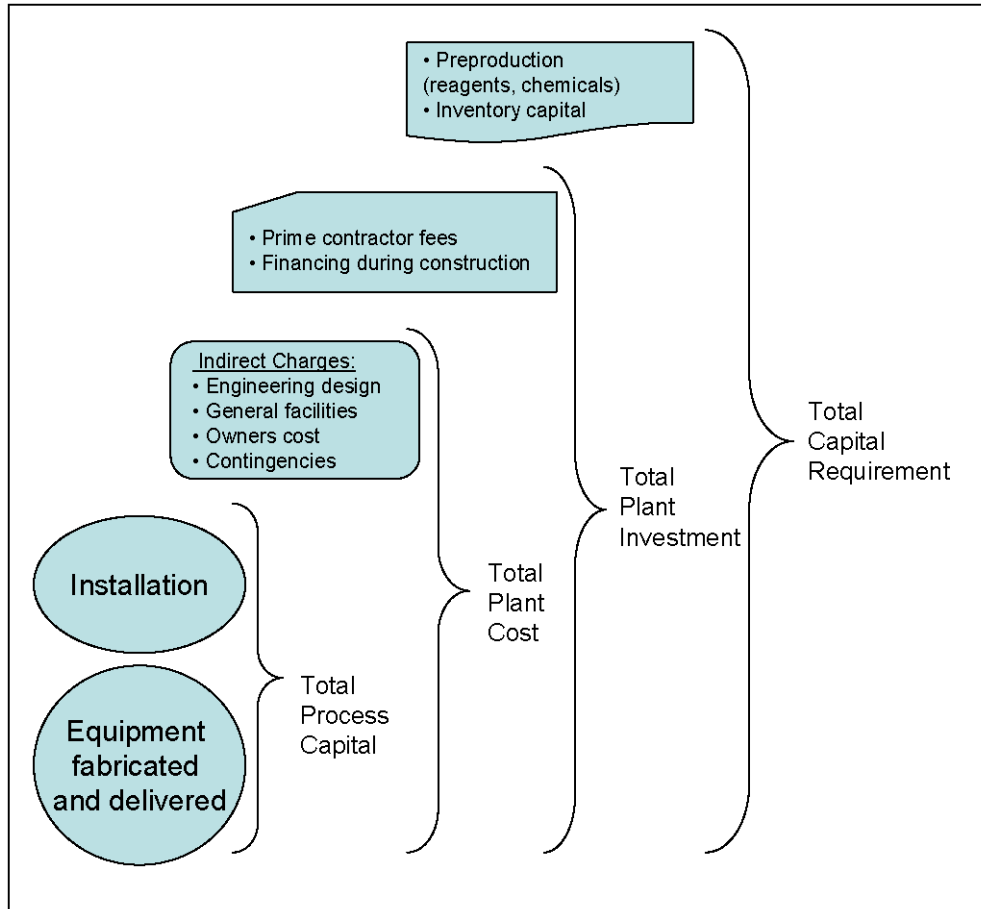 • Preproduction
(reagents, chemicals)
• Inventory capital
• Prime contractor fees
• Financing during construction
Indirect Charges:
• Engineering design
• General facilities
• Owners cost
• Contingencies
Total
Capital
Requirement
Total
Plant
Investment
Installation
Total
Plant
Cost
Total
Process
Capital
Equipment
fabricated
and delivered